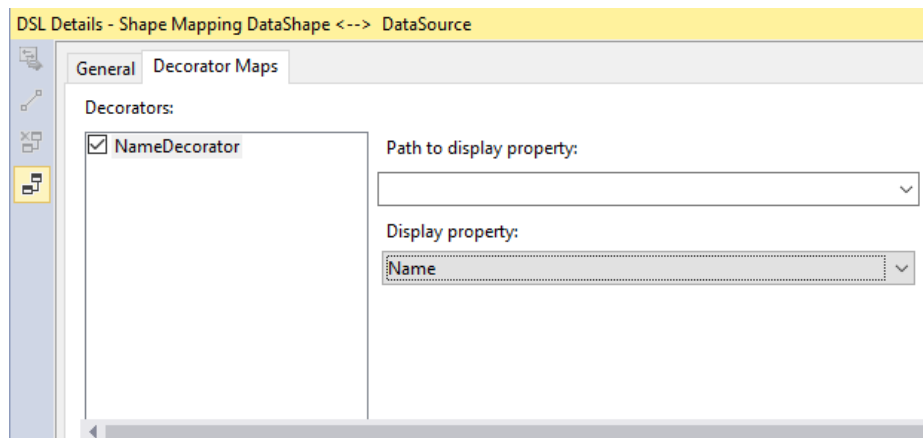 DSL Details - Shape Mapping DataShape <--> DataSource
General Decorator Maps
Decorators:
NameDecorator
Path to display property:
Display property:
Name